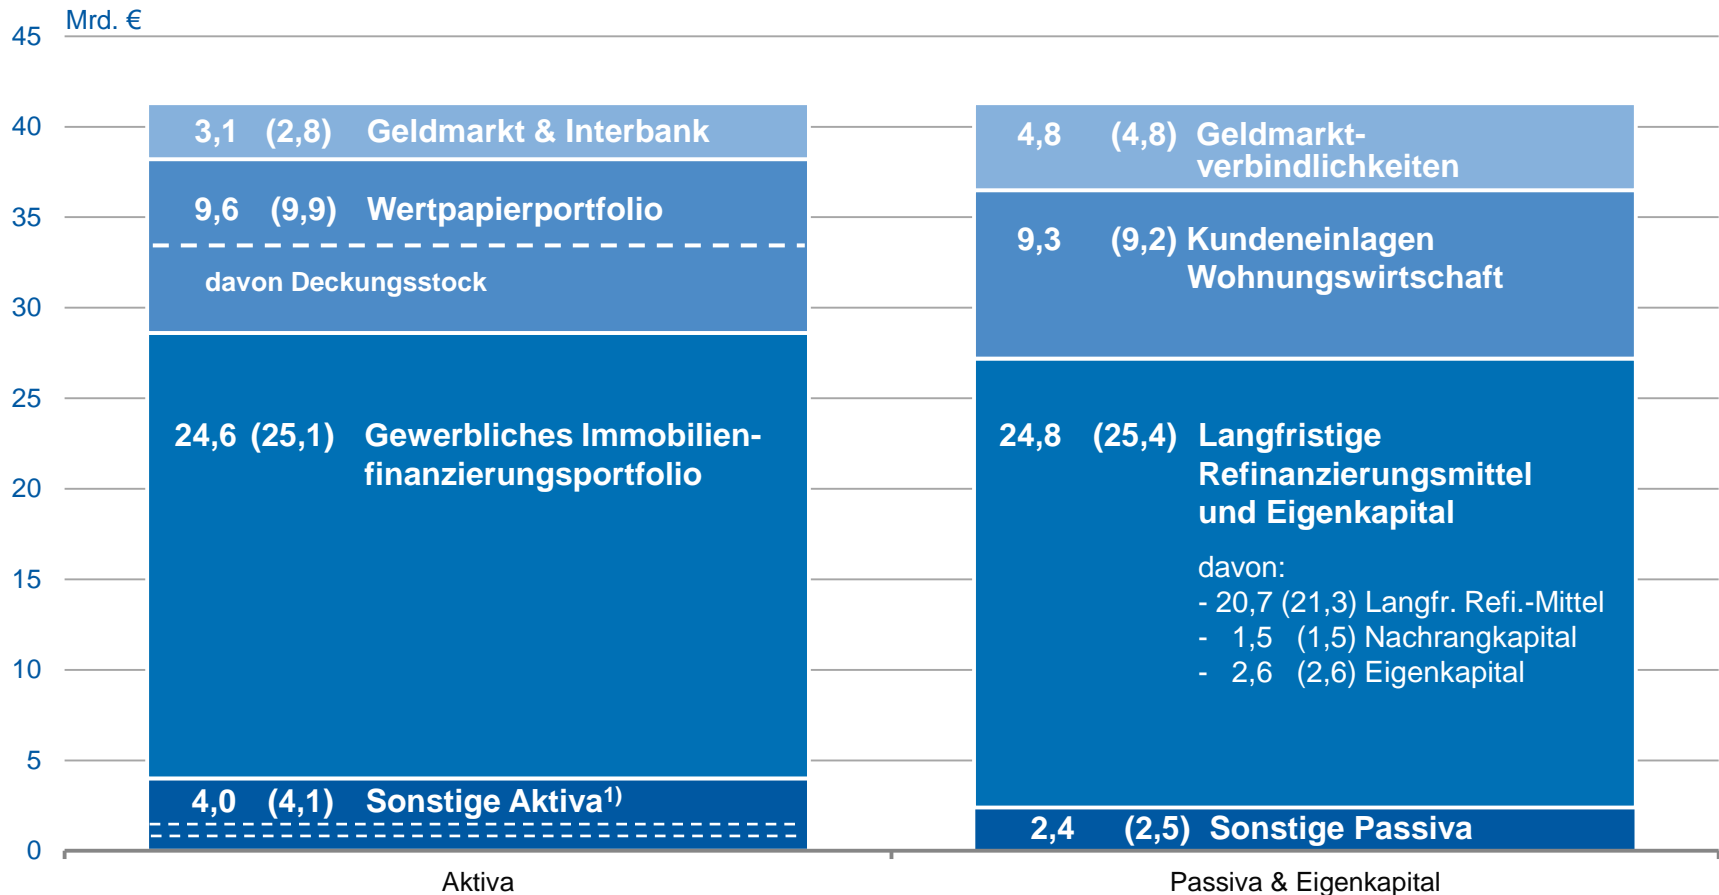 Mrd. €
45
40
35
30
25
20
15
10
5
0
3,1 (2,8) Geldmarkt & Interbank
9,6 (9,9) Wertpapierportfolio
davon Deckungsstock
24,6 (25,1) Gewerbliches Immobilien-
finanzierungsportfolio
4,0 (4,1) Sonstige Aktiva¹⁾
4,8 (4,8) Geldmarkt-
verbindlichkeiten
9,3 (9,2) Kundeneinlagen
Wohnungswirtschaft
24,8 (25,4) Langfristige
Refinanzierungsmittel
und Eigenkapital
davon:
- 20,7 (21,3) Langfr. Refi.-Mittel
- 1,5 (1,5) Nachrangkapital
- 2,6 (2,6) Eigenkapital
2,4 (2,5) Sonstige Passiva
Aktiva
Passiva & Eigenkapital